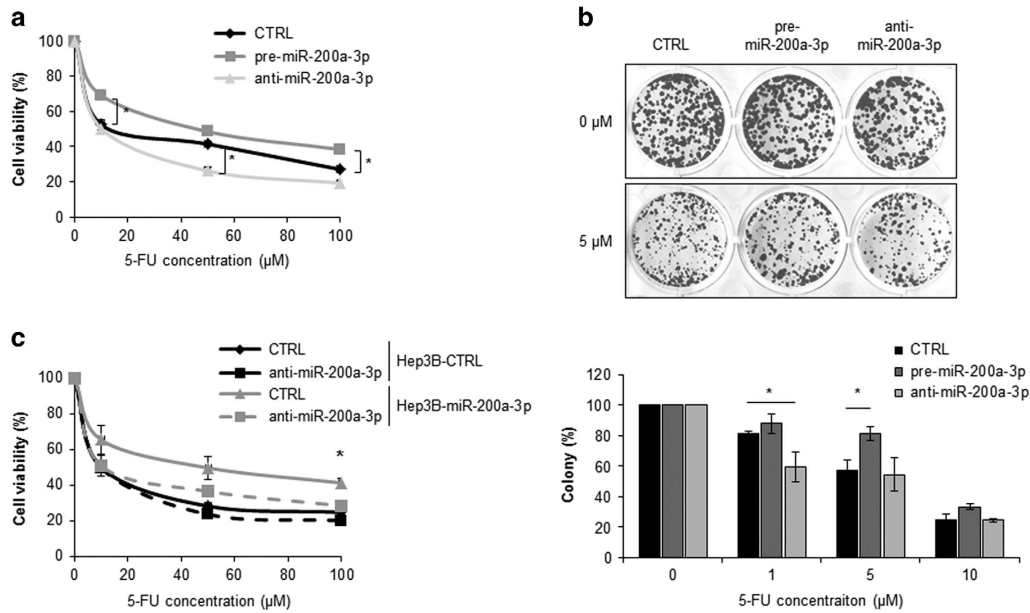 a
CTRL
pre-miR-200a-3p
anti-miR-200a-3p
Cell viability (%)
100
80
60
40
20
0
*
*
*
0 20 40 60 80 100
5-FU concentration (µM)
b
CTRL
pre-
miR-200a-3p
anti-
miR-200a-3p
0 µM
5 µM
c
CTRL
anti-miR-200a-3p
Hep3B-CTRL
CTRL
anti-miR-200a-3p
Hep3B-miR-200a-3p
Cell viability (%)
100
80
60
40
20
0
*
0 20 40 60 80 100
5-FU concentration (µM)
CTRL
pre-miR-200a-3p
anti-miR-200a-3p
Colony (%)
120
100
80
60
40
20
0
*
*
0 1 5 10
5-FU concentraiton (µM)